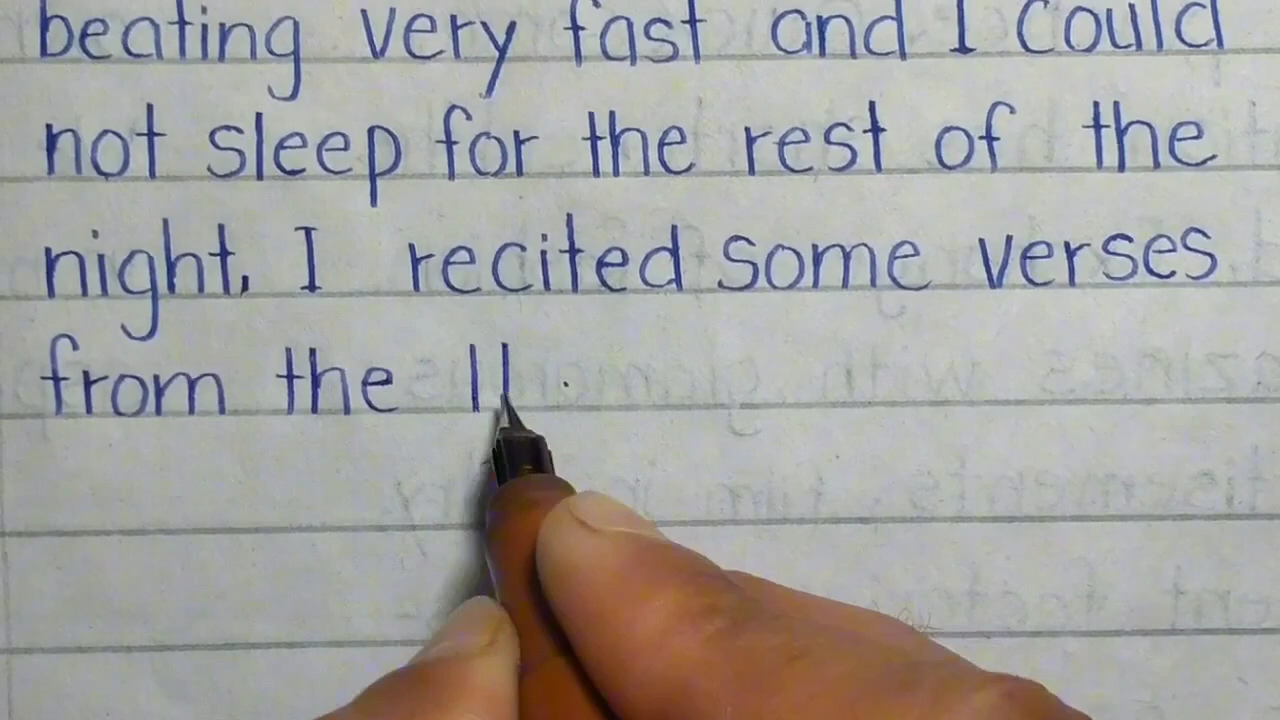 beating very fast and I could
not sleep for the rest of the
night. I recited some verses
from the